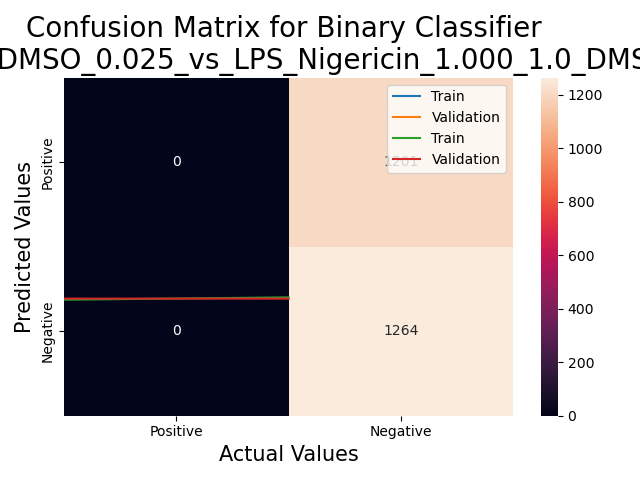 Confusion Matrix for Binary Classifier
DMSO_0.025_vs_LPS_Nigericin_1.000_1.0_DMS
Train
Validation
Train
Validation
0
1201
0
1264
Positive
Negative
Predicted Values
Positive
Negative
Actual Values
1200
1000
800
600
400
200
0